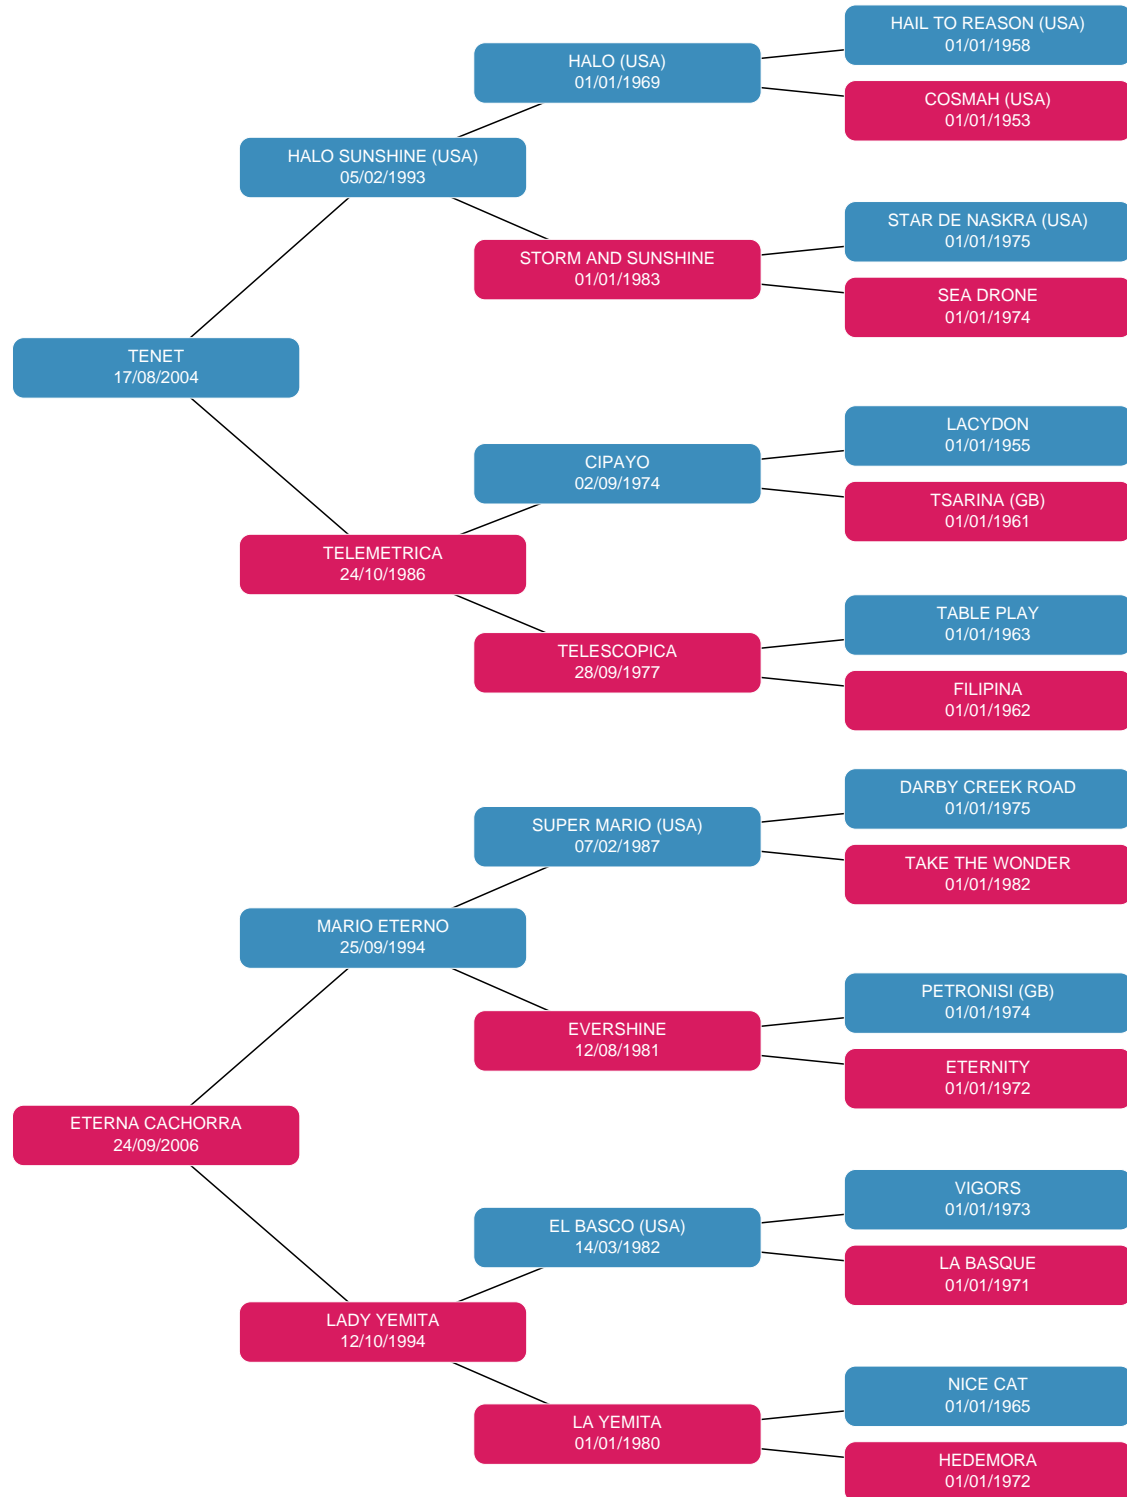 HAIL TO REASON (USA)
01/01/1958
HALO (USA)
01/01/1969
COSMAH (USA)
01/01/1953
HALO SUNSHINE (USA)
05/02/1993
STAR DE NASKRA (USA)
01/01/1975
STORM AND SUNSHINE
01/01/1983
SEA DRONE
01/01/1974
TENET
17/08/2004
LACYDON
01/01/1955
CIPAYO
02/09/1974
TSARINA (GB)
01/01/1961
TELEMETRICA
24/10/1986
TABLE PLAY
01/01/1963
TELESCOPICA
28/09/1977
FILIPINA
01/01/1962
DARBY CREEK ROAD
01/01/1975
SUPER MARIO (USA)
07/02/1987
TAKE THE WONDER
01/01/1982
MARIO ETERNO
25/09/1994
PETRONISI (GB)
01/01/1974
EVERSHINE
12/08/1981
ETERNITY
01/01/1972
ETERNA CACHORRA
24/09/2006
VIGORS
01/01/1973
EL BASCO (USA)
14/03/1982
LA BASQUE
01/01/1971
LADY YEMITA
12/10/1994
NICE CAT
01/01/1965
LA YEMITA
01/01/1980
HEDEMORA
01/01/1972